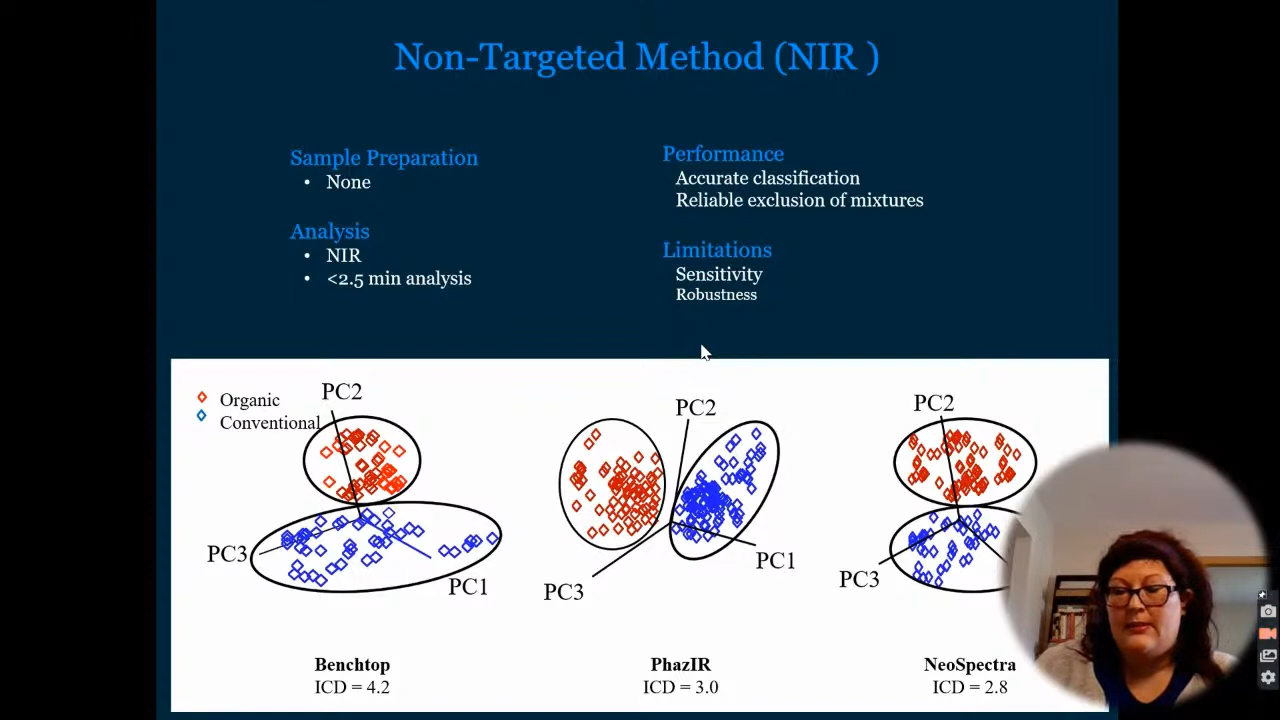 Non-Targeted Method (NIR )
Sample Preparation
• None
Analysis
• NIR
• <2.5 min analysis
Performance
Accurate classification
Reliable exclusion of mixtures
Limitations
Sensitivity
Robustness
Organic
Conventional
PC2
PC3
PC1
PC2
PC1
PC3
PC2
PC3
Benchtop
ICD = 4.2
PhazIR
ICD = 3.0
NeoSpectra
ICD = 2.8